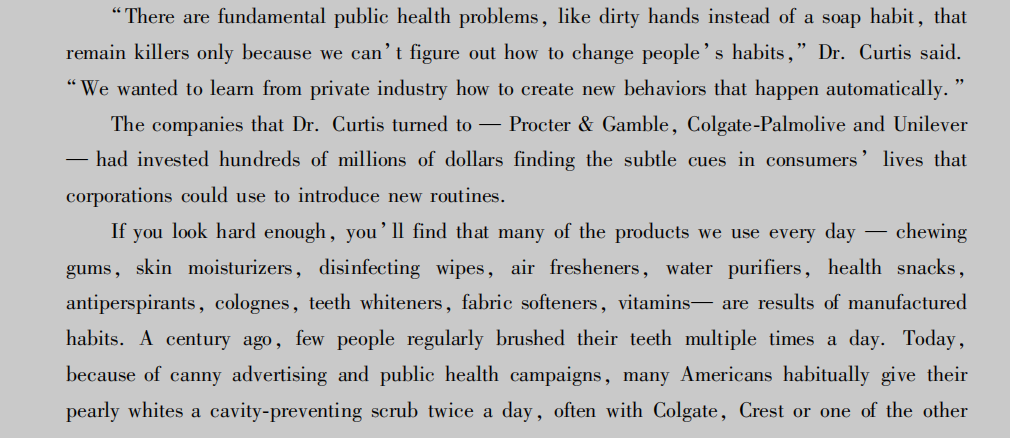 “There are fundamental public health problems, like dirty hands instead of a soap habit, that
remain killers only because we can’t figure out how to change people’s habits,” Dr. Curtis said.
“We wanted to learn from private industry how to create new behaviors that happen automatically.”
The companies that Dr. Curtis turned to — Procter & Gamble, Colgate-Palmolive and Unilever
— had invested hundreds of millions of dollars finding the subtle cues in consumers’ lives that
corporations could use to introduce new routines.
If you look hard enough, you’ll find that many of the products we use every day — chewing
gums, skin moisturizers, disinfecting wipes, air fresheners, water purifiers, health snacks,
antiperspirants, colognes, teeth whiteners, fabric softeners, vitamins— are results of manufactured
habits. A century ago, few people regularly brushed their teeth multiple times a day. Today,
because of canny advertising and public health campaigns, many Americans habitually give their
pearly whites a cavity-preventing scrub twice a day, often with Colgate, Crest or one of the other